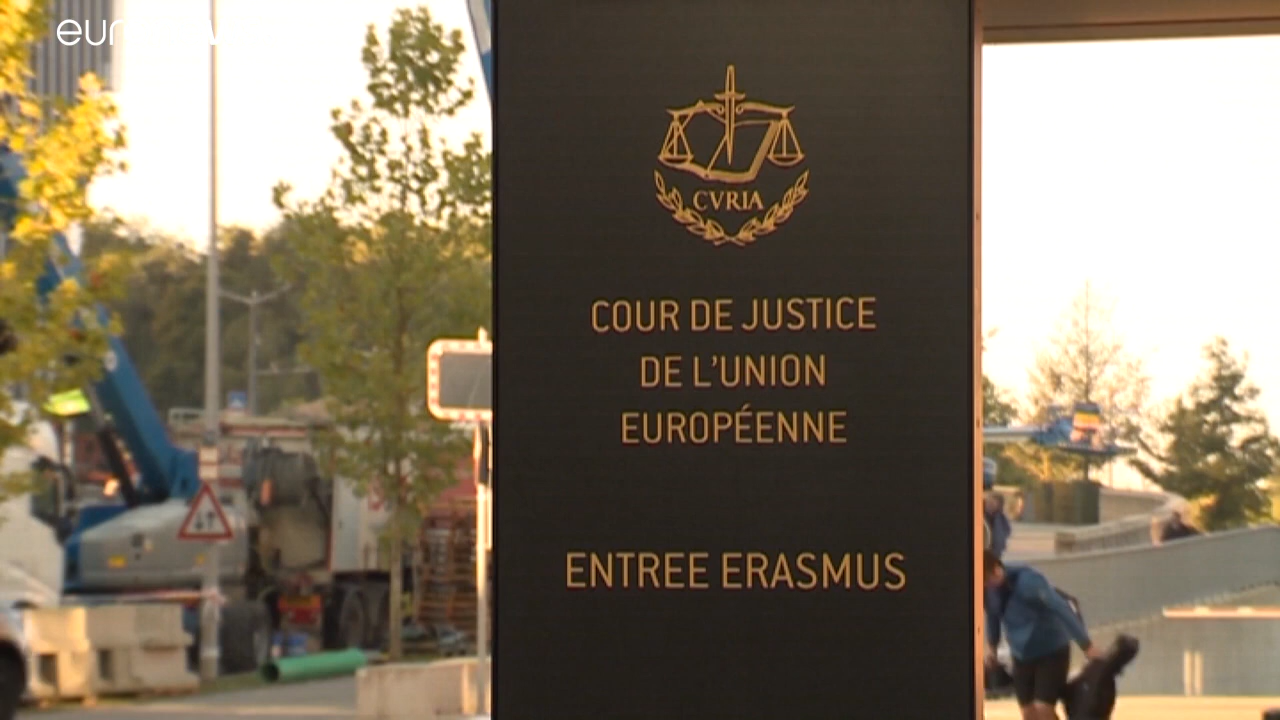 CVRIA
COUR DE JUSTICE
DE L'UNION
EUROPÉENNE
ENTREE ERASMUS